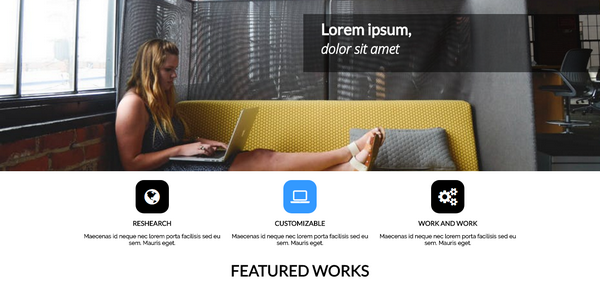 Lorem ipsum,
dolor sit amet
RESHEARCH
Maecenas id neque nec lorem porta facilisis sed eu
sem. Mauris eget.
CUSTOMIZABLE
Maecenas id neque nec lorem porta facilisis sed eu
sem. Mauris eget.
WORK AND WORK
Maecenas id neque nec lorem porta facilisis sed eu
sem. Mauris eget.
FEATURED WORKS